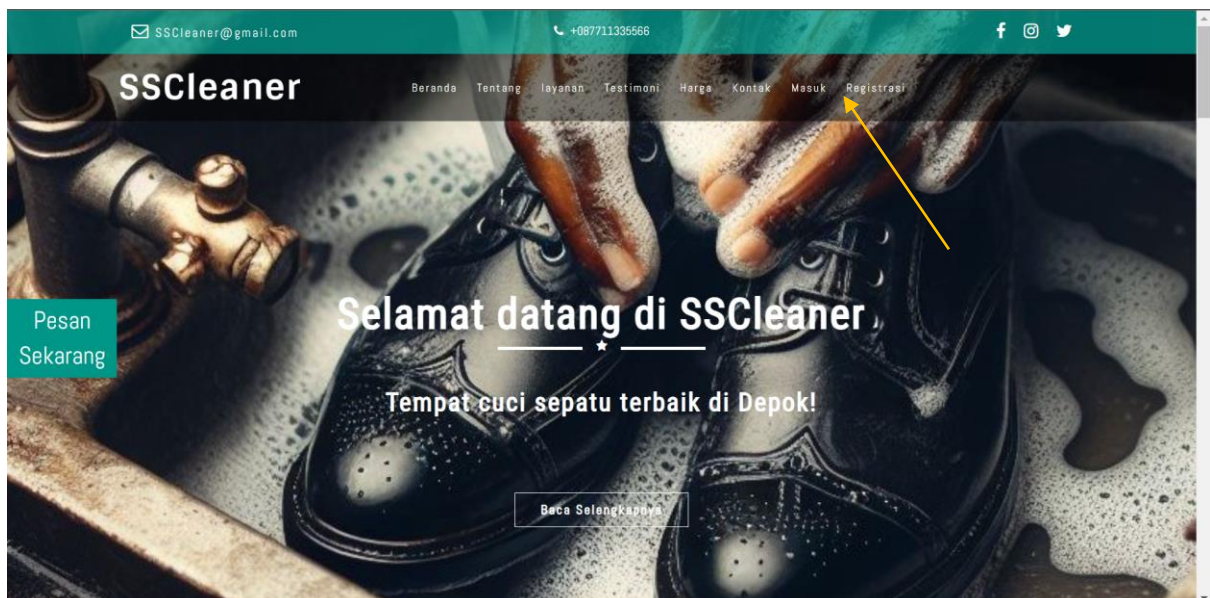 SSCleaner@gmail.com
+087711335566
SSCleaner
Beranda Tentang layanan Testimoni Harga Kontak Masuk Registrasi
Pesan
Sekarang
Selamat datang di SSCleaner
Tempat cuci sepatu terbaik di Depok!
Baca Selengkapnya